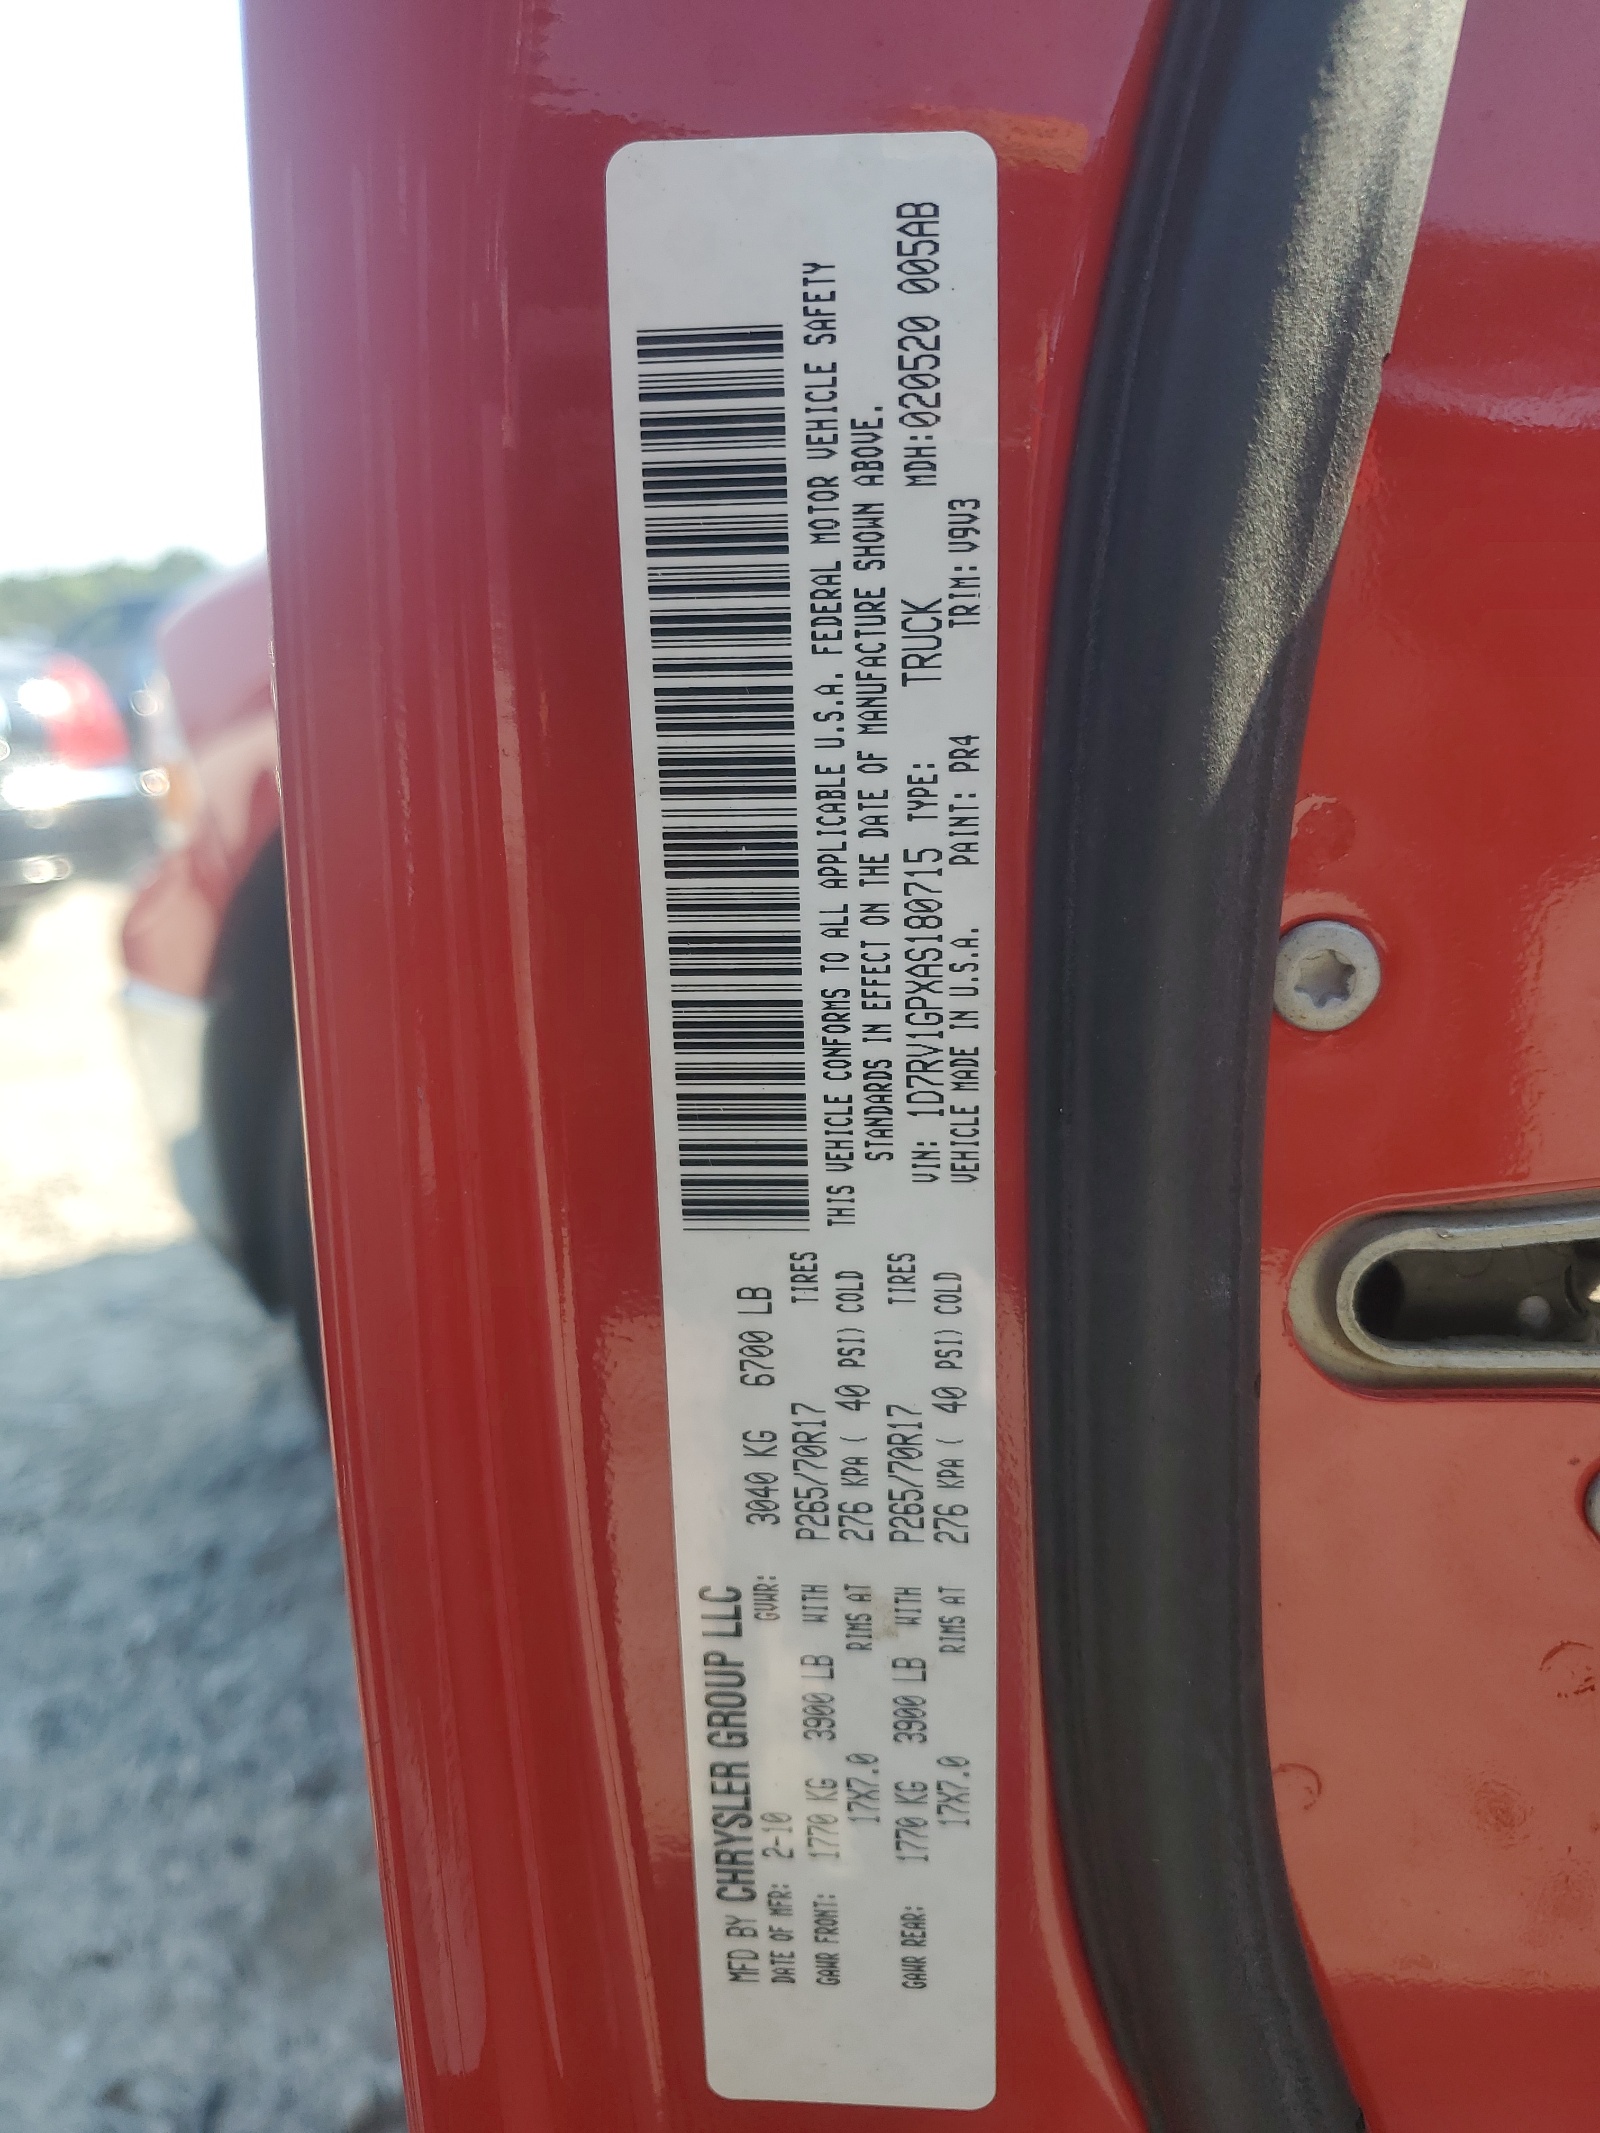 MFD BY CHRYSLER GROUP LLC
DATE OF MFR: 2-10 GVWR: 3040 KG 6700 LB
GAWR FRONT: 1770 KG 3900 LB WITH P265/70R17 TIRES
17X7.0 RIMS AT 276 KPA ( 40 PSI) COLD
GAWR REAR: 1770 KG 3900 LB WITH P265/70R17 TIRES
17X7.0 RIMS AT 276 KPA ( 40 PSI) COLD
THIS VEHICLE CONFORMS TO ALL APPLICABLE U.S.A. FEDERAL MOTOR VEHICLE SAFETY
STANDARDS IN EFFECT ON THE DATE OF MANUFACTURE SHOWN ABOVE.
VIN: 1D7RV1GPXAS180715 TYPE: TRUCK MDH:020520 005AB
VEHICLE MADE IN U.S.A. PAINT: PR4 TRIM: V9V3